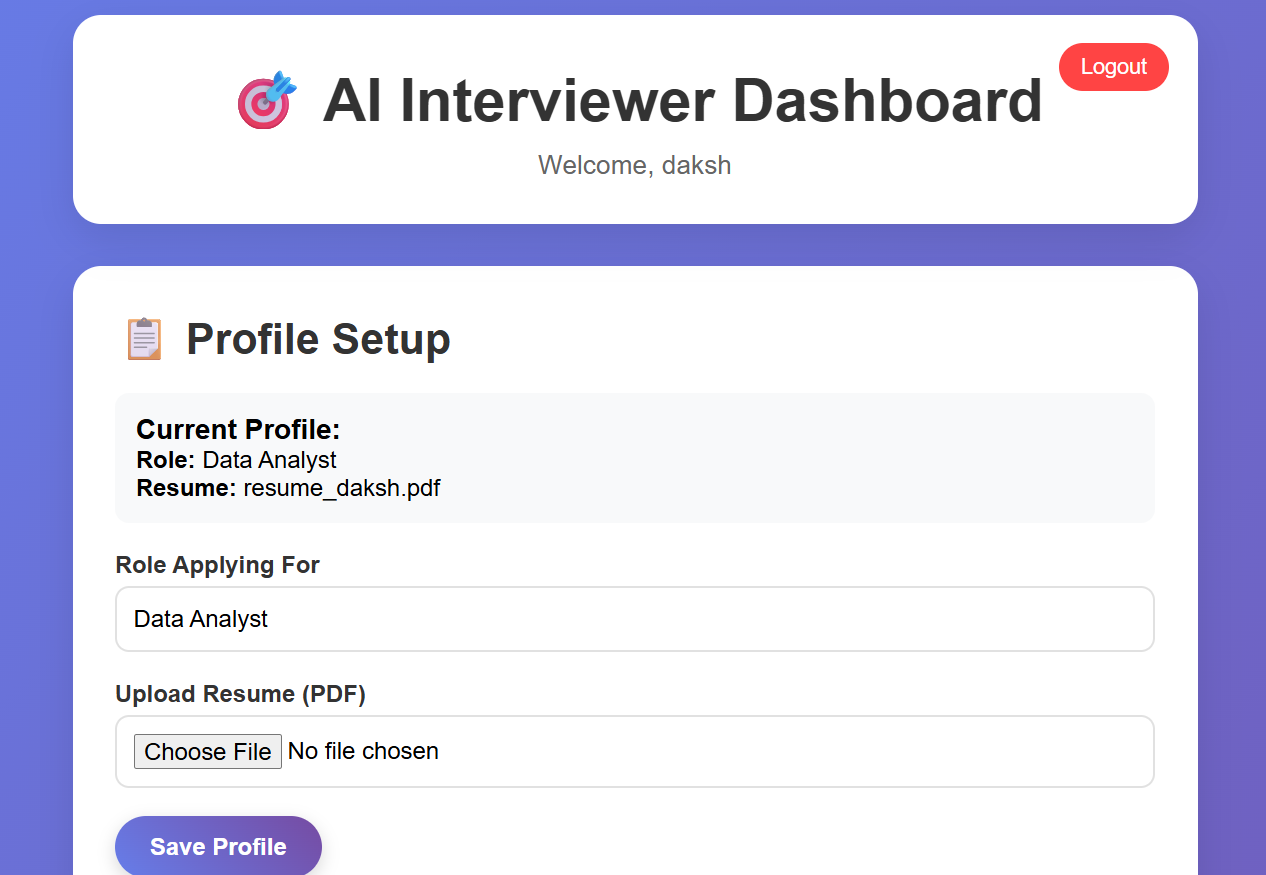 Logout
AI Interviewer Dashboard
Welcome, daksh
Profile Setup
Current Profile:
Role: Data Analyst
Resume: resume_daksh.pdf
Role Applying For
Data Analyst
Upload Resume (PDF)
Choose File No file chosen
Save Profile